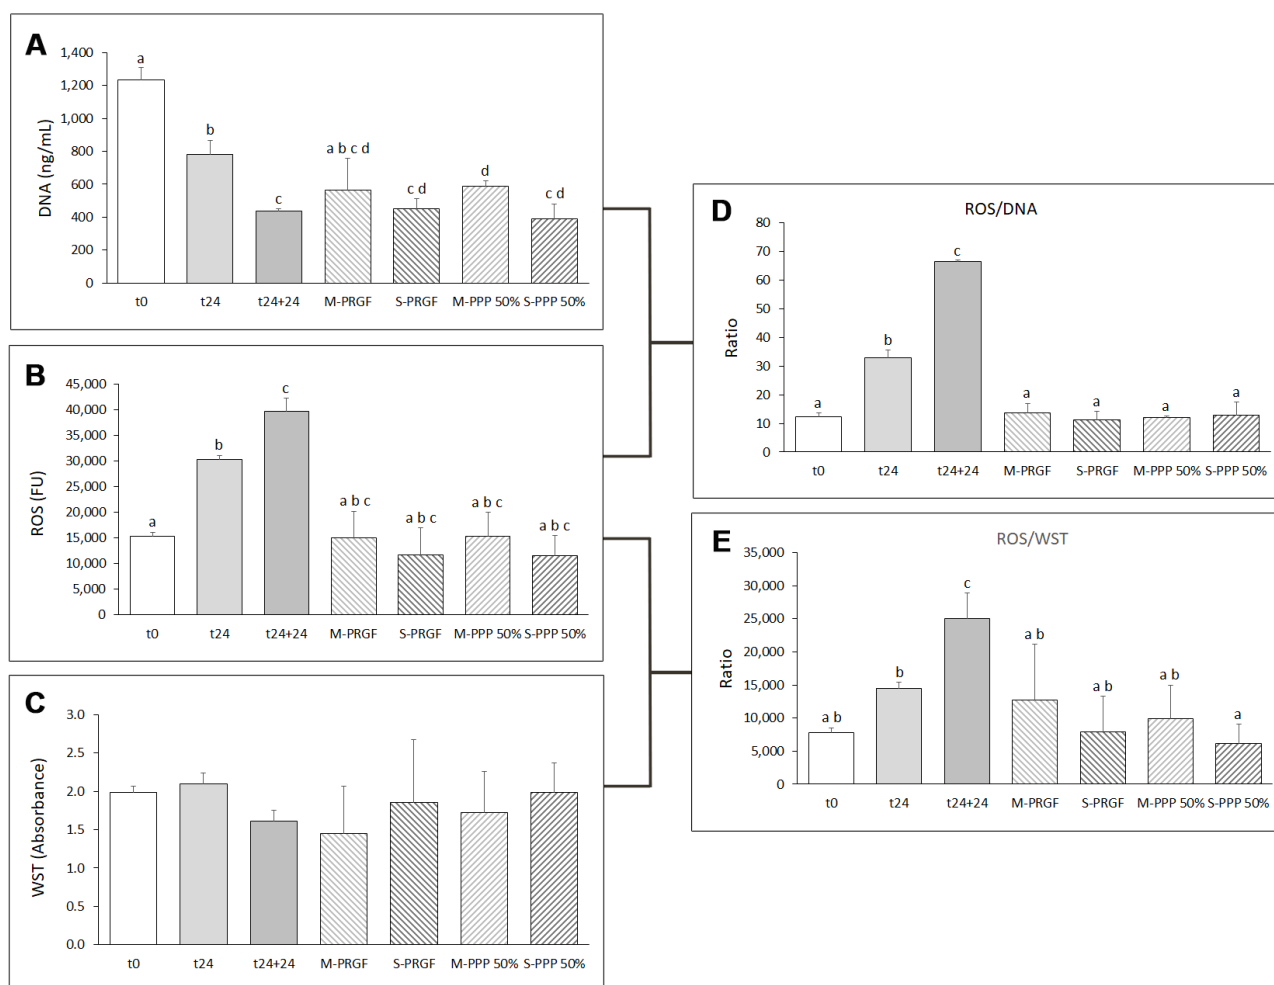 A
DNA (ng/mL)
1,400
1,200
1,000
800
600
400
200
0
a
b
c
a b c d
c d
d
c d
t0 t24 t24+24 M-PRGF S-PRGF M-PPP 50% S-PPP 50%
B
ROS (FU)
45,000
40,000
35,000
30,000
25,000
20,000
15,000
10,000
5,000
0
a
b
c
a b c
a b c
a b c
a b c
t0 t24 t24+24 M-PRGF S-PRGF M-PPP 50% S-PPP 50%
C
WST (Absorbance)
3.0
2.5
2.0
1.5
1.0
0.5
0.0
t0 t24 t24+24 M-PRGF S-PRGF M-PPP 50% S-PPP 50%
D
ROS/DNA
Ratio
80
70
60
50
40
30
20
10
0
a
b
c
a
a
a
a
t0 t24 t24+24 M-PRGF S-PRGF M-PPP 50% S-PPP 50%
E
ROS/WST
Ratio
35,000
30,000
25,000
20,000
15,000
10,000
5,000
0
a b
b
c
a b
a b
a b
a
t0 t24 t24+24 M-PRGF S-PRGF M-PPP 50% S-PPP 50%